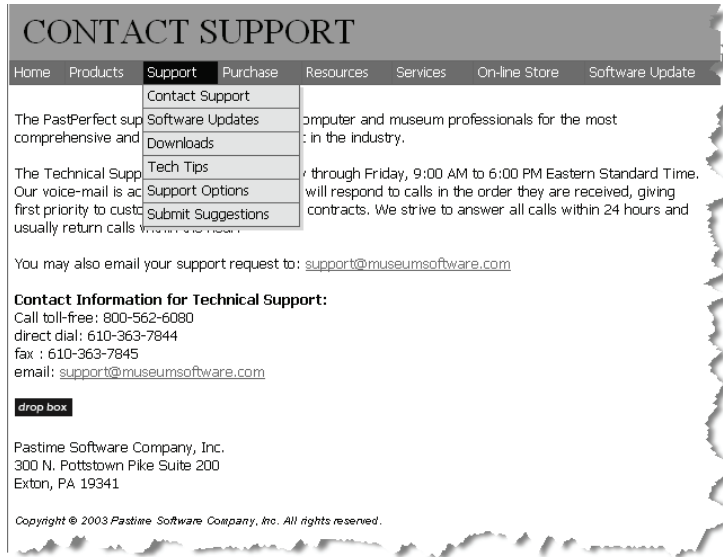 CONTACT SUPPORT
Home Products Support Purchase Resources Services On-line Store Software Update
Contact Support
Software Updates
Downloads
Tech Tips
Support Options
Submit Suggestions
The PastPerfect computer and museum professionals for the most
comprehensive and in the industry.
The Technical through Friday, 9:00 AM to 6:00 PM Eastern Standard Time.
Our voice-mail is will respond to calls in the order they are received, giving
first priority to contracts. We strive to answer all calls within 24 hours and
usually return calls
You may also email your support request to: support@museumsoftware.com
Contact Information for Technical Support:
Call toll-free: 800-562-6080
direct dial: 610-363-7844
fax : 610-363-7845
email: support@museumsoftware.com
drop box
Pastime Software Company, Inc.
300 N. Pottstown Pike Suite 200
Exton, PA 19341
Copyright © 2003 Pastime Software Company, Inc. All rights reserved.